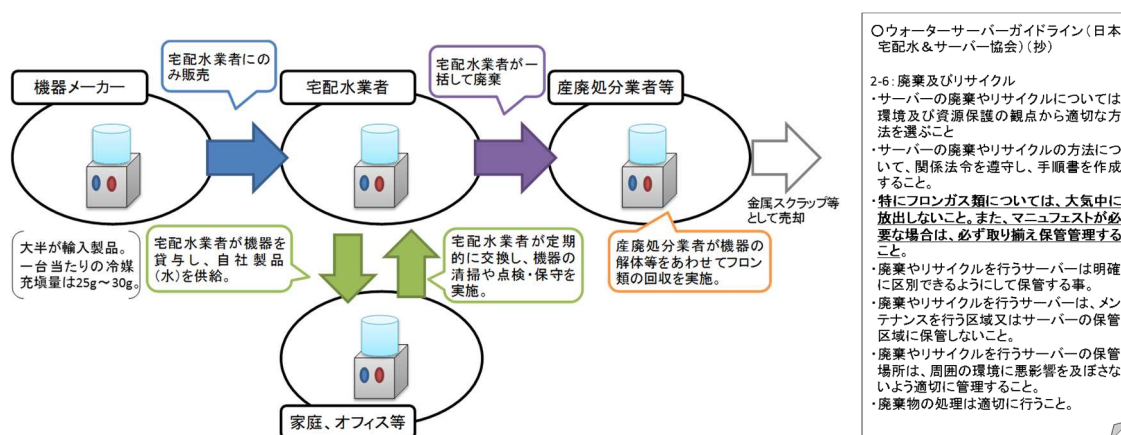 機器メーカー
宅配水業者にの
み販売
宅配水業者
宅配水業者が一
括して廃棄
産廃処分業者等
金属スクラップ等
として売却
大半が輸入製品。
一台当たりの冷媒
充填量は25g～30g。
宅配水業者が機器を
貸与し、自社製品
(水)を供給。
宅配水業者が定期
的に交換し、機器の
清掃や点検・保守を
実施。
産廃処分業者が機器の
解体等をあわせてフロン
類の回収を実施。
家庭、オフィス等
○ウォーターサーバーガイドライン(日本
宅配水＆サーバー協会)(抄)
2-6:廃棄及びリサイクル
・サーバーの廃棄やリサイクルについては
環境及び資源保護の観点から適切な方
法を選ぶこと
・サーバーの廃棄やリサイクルの方法につ
いて、関係法令を遵守し、手順書を作成
すること。
・特にフロンガス類については、大気中に
放出しないこと。また、マニュフェストが必
要な場合は、必ず取り揃え保管管理する
こと。
・廃棄やリサイクルを行うサーバーは明確
に区別できるようにして保管する事。
・廃棄やリサイクルを行うサーバーは、メン
テナンスを行う区域又はサーバーの保管
区域に保管しないこと。
・廃棄やリサイクルを行うサーバーの保管
場所は、周囲の環境に悪影響を及ぼさな
いよう適切に管理すること。
・廃棄物の処理は適切に行うこと。